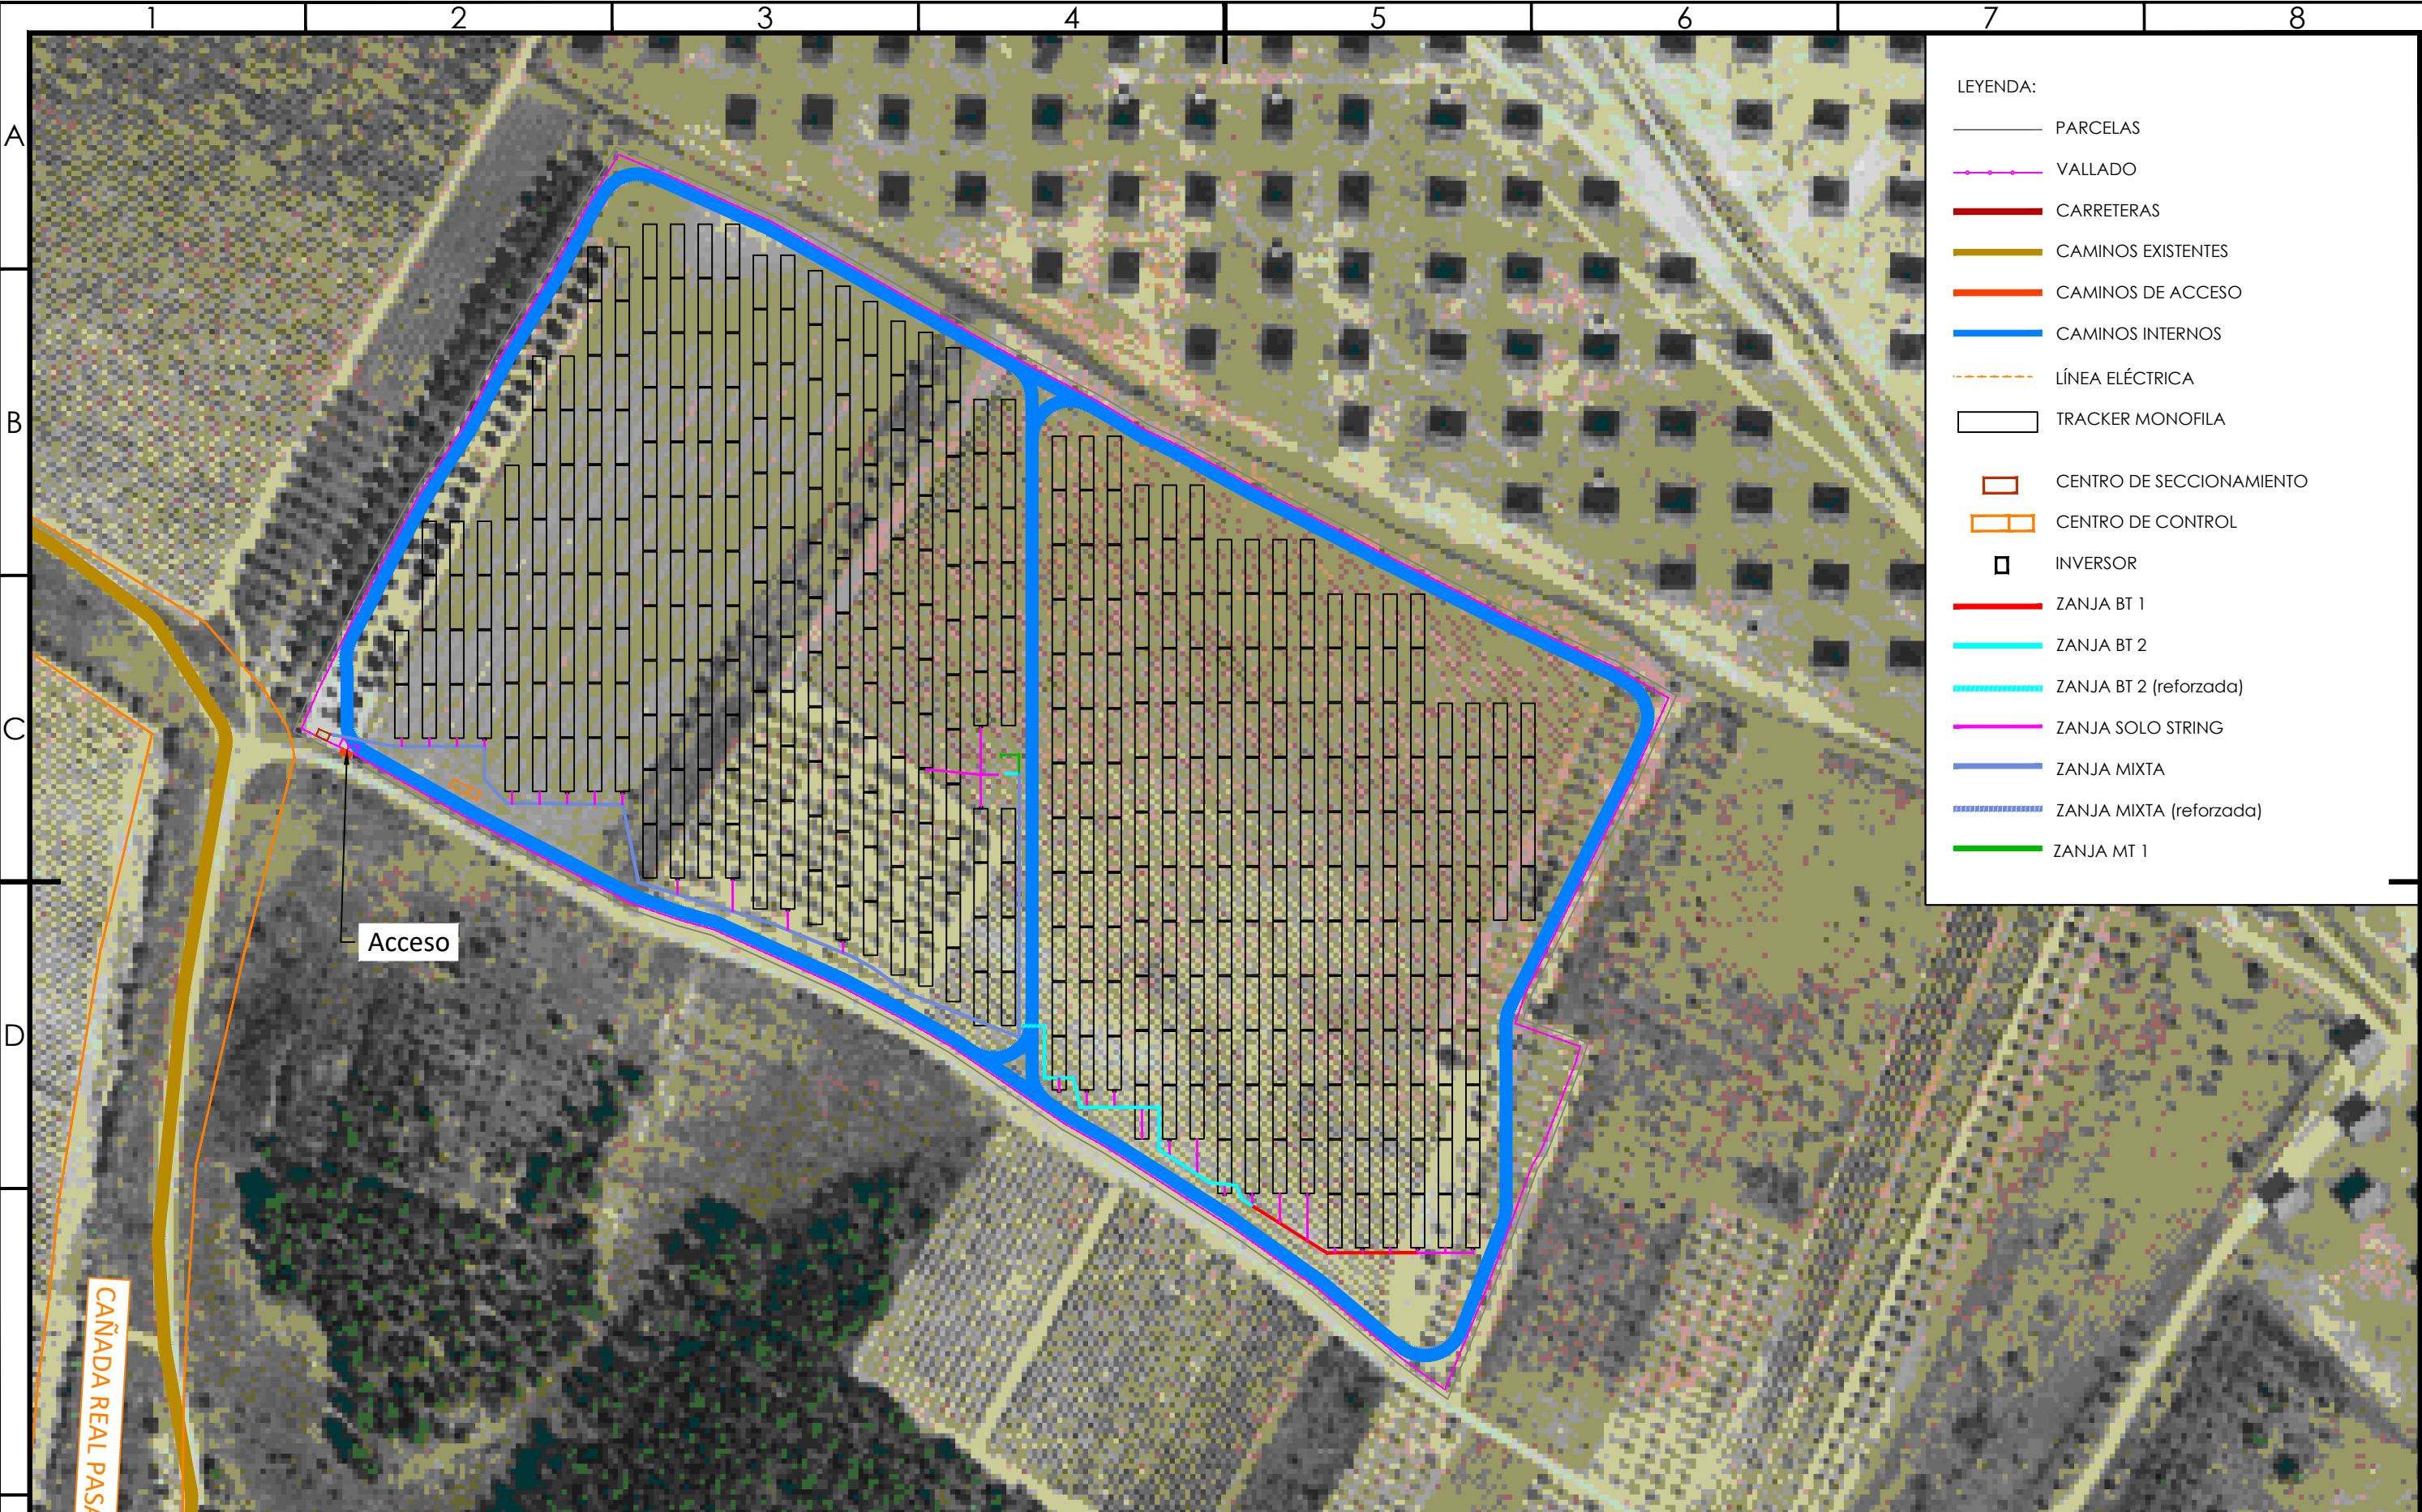 1 2 3 4 5 6 7 8
A
B
C
D
LEYENDA:
PARCELAS
VALLADO
CARRETERAS
CAMINOS EXISTENTES
CAMINOS DE ACCESO
CAMINOS INTERNOS
LÍNEA ELÉCTRICA
TRACKER MONOFILA
CENTRO DE SECCIONAMIENTO
CENTRO DE CONTROL
INVERSOR
ZANJA BT 1
ZANJA BT 2
ZANJA BT 2 (reforzada)
ZANJA SOLO STRING
ZANJA MIXTA
ZANJA MIXTA (reforzada)
ZANJA MT 1
Acceso
CAÑADA REAL PASA